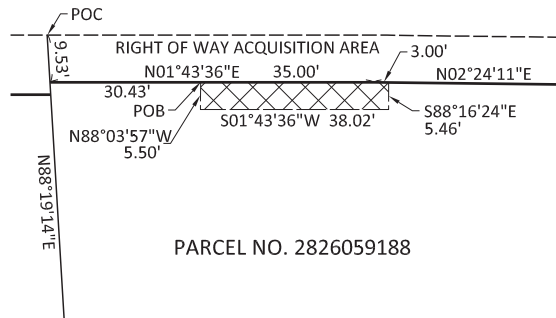 POC
9.53'
RIGHT OF WAY ACQUISITION AREA
3.00'
N01°43'36"E 35.00'
N02°24'11"E
30.43'
POB
S01°43'36"W 38.02'
S88°16'24"E
5.46'
N88°03'57"W
5.50'
N88°19'14"E
PARCEL NO. 2826059188